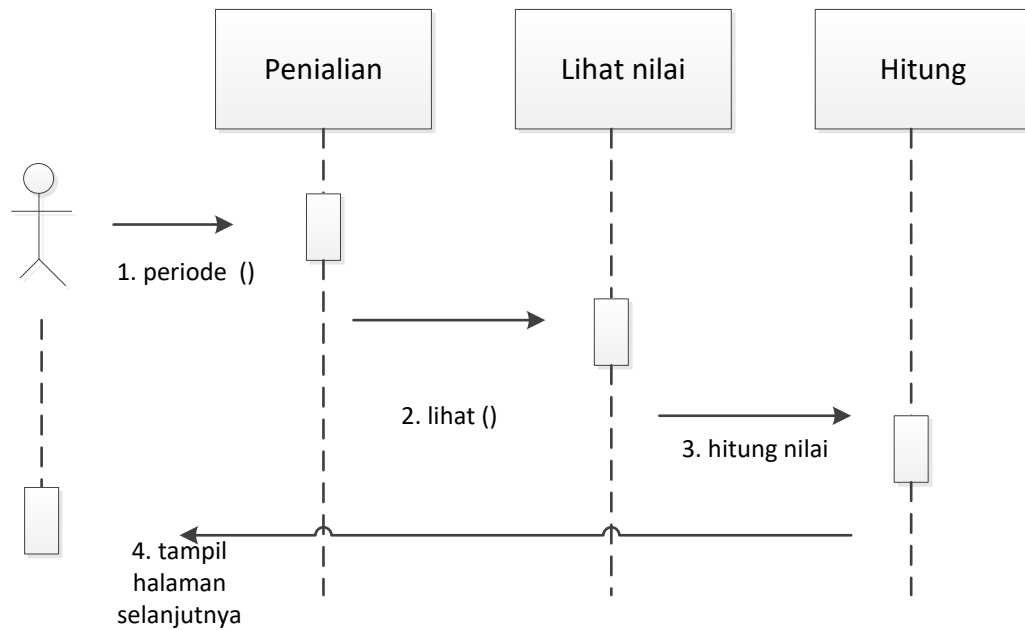 Penialian
Lihat nilai
Hitung
1. periode  ()
2. lihat ()
3. hitung nilai
4. tampil
halaman
selanjutnya